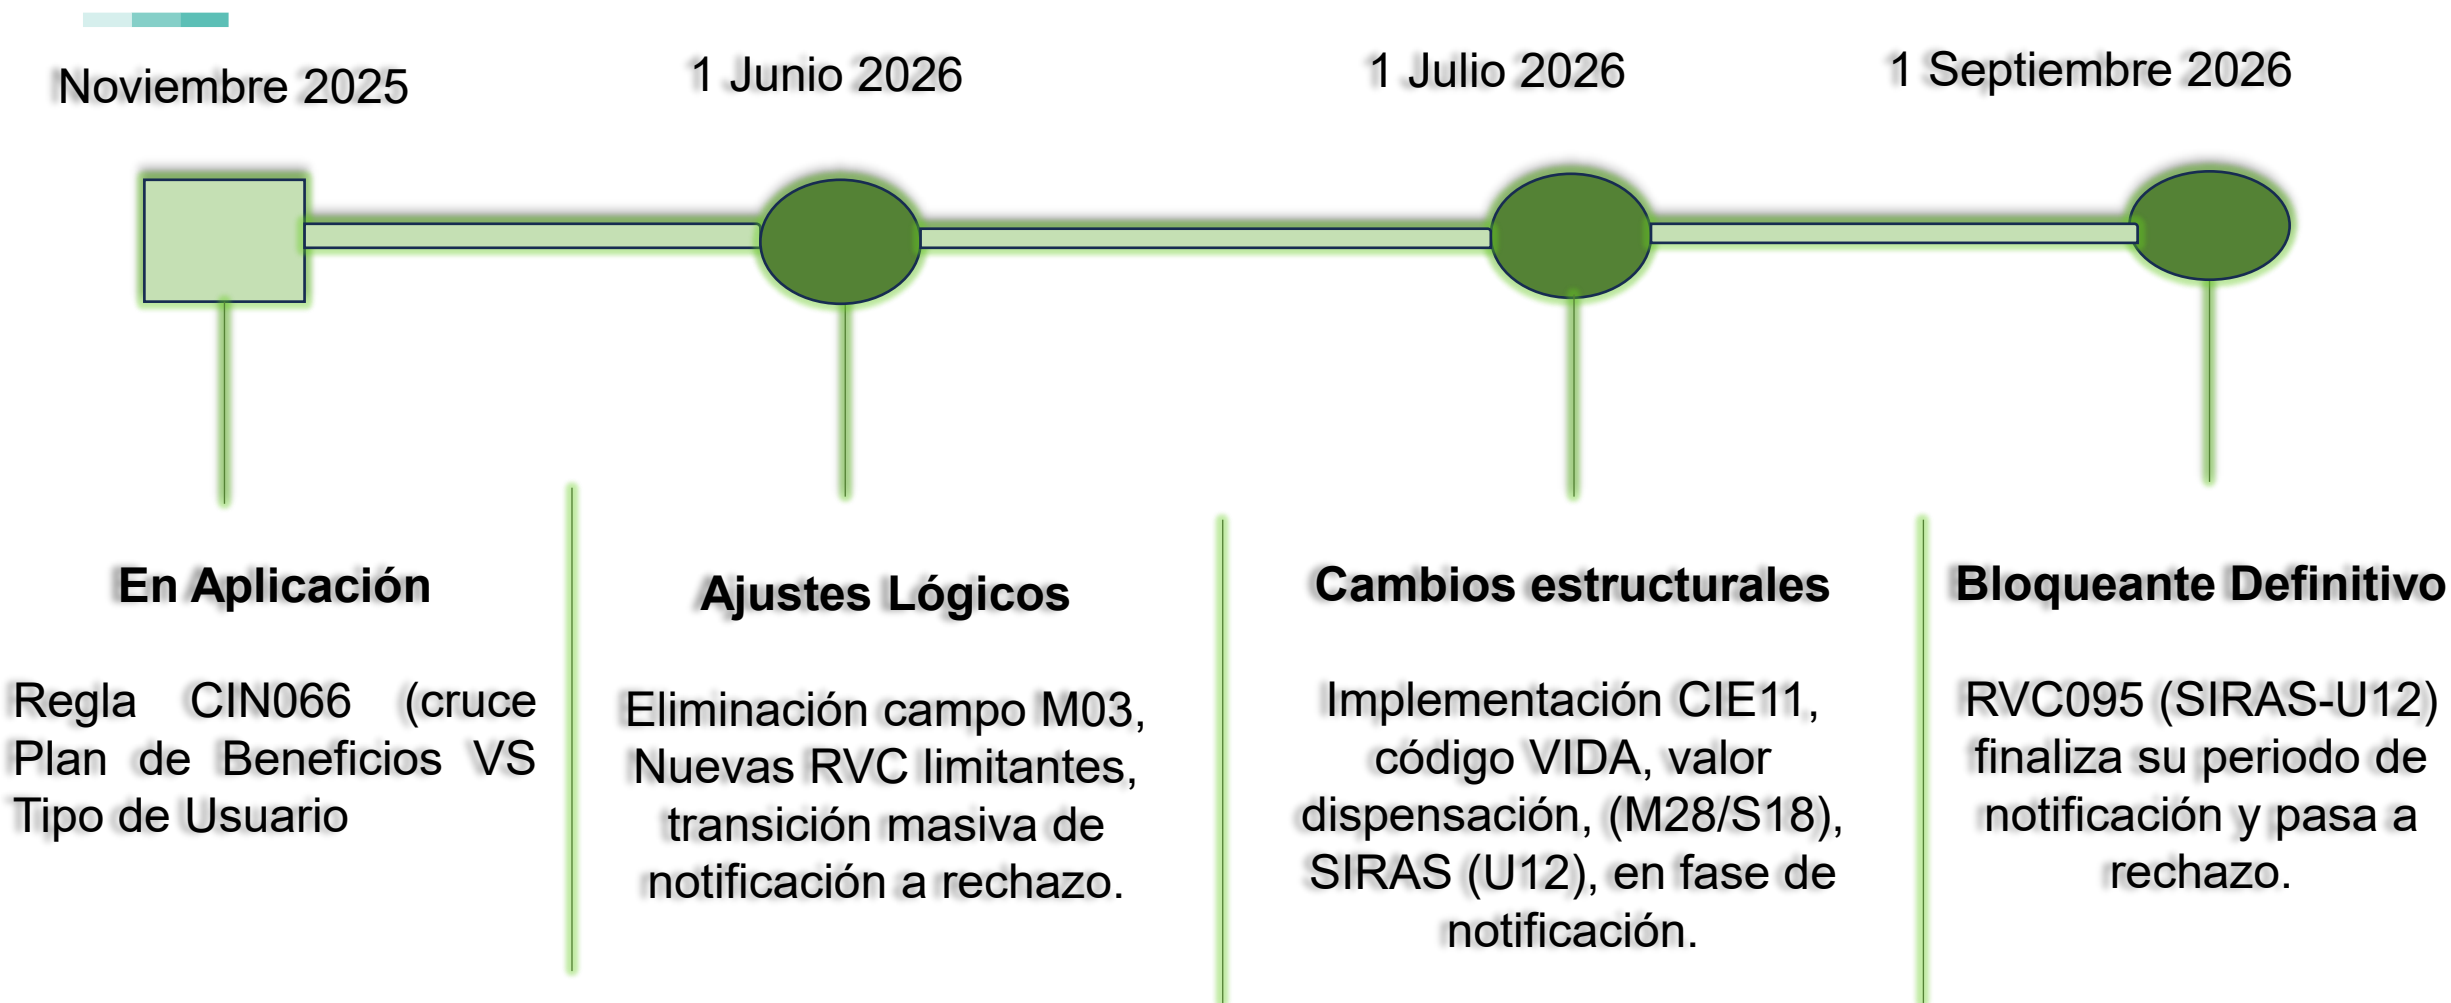 Noviembre 2025
1 Junio 2026
1 Julio 2026
1 Septiembre 2026
En Aplicación
Regla CIN066 (cruce
Plan de Beneficios VS
Tipo de Usuario
Ajustes Lógicos
Eliminación campo M03,
Nuevas RVC limitantes,
transición masiva de
notificación a rechazo.
Cambios estructurales
Implementación CIE11,
código VIDA, valor
dispensación, (M28/S18),
SIRAS (U12), en fase de
notificación.
Bloqueante Definitivo
RVC095 (SIRAS-U12)
finaliza su periodo de
notificación y pasa a
rechazo.